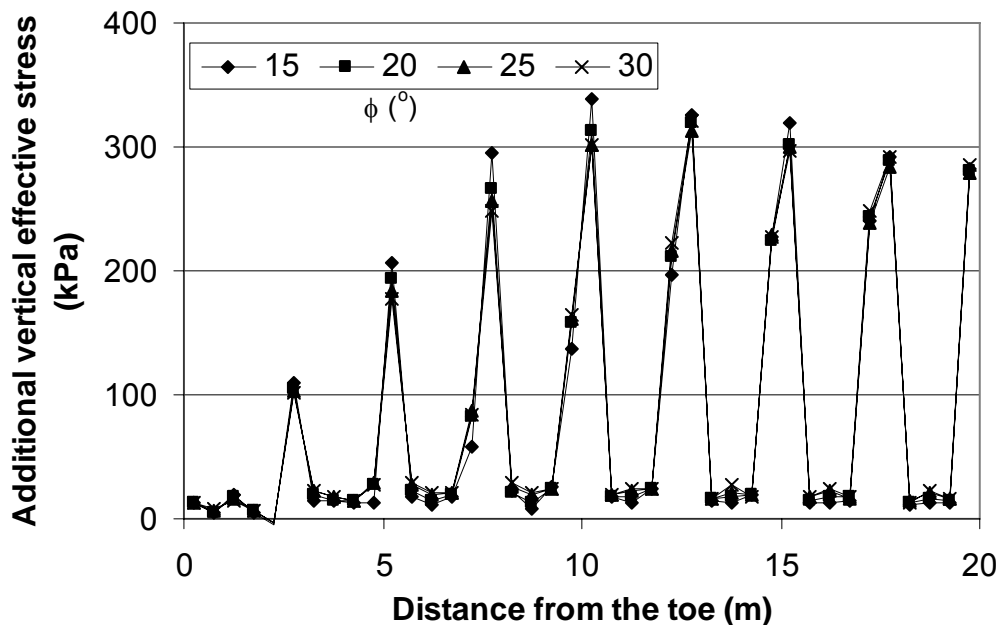 Additional vertical effective stress
(kPa)
400
300
200
100
0
15 20 25 30
ϕ (o)
0 5 10 15 20
Distance from the toe (m)